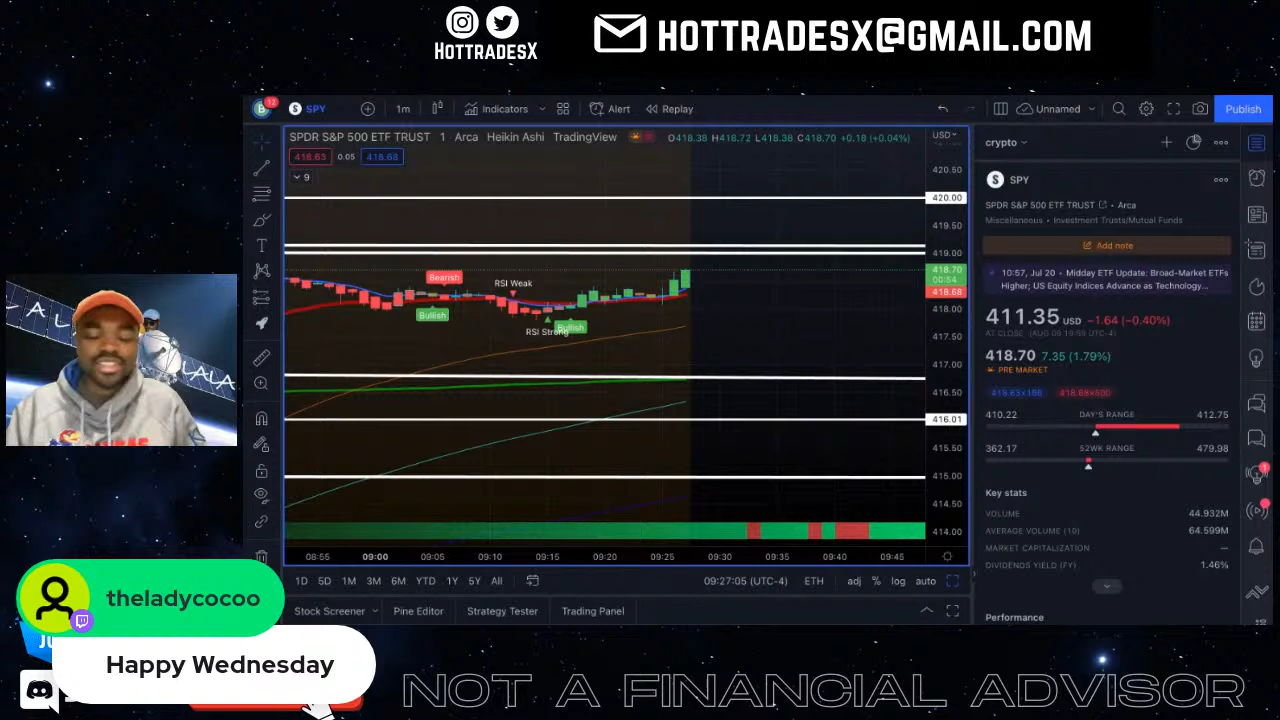 HOTTRADESX
HOTTRADESX@GMAIL.COM
12
SPY
1m
Indicators
Alert
Replay
Unnamed
Publish
SPDR S&P 500 ETF TRUST 1 Arca Heikin Ashi TradingView
O418.38 H418.72 L418.38 C418.70 +0.18 (+0.04%)
USD
418.63 0.05 418.68
9
420.50
420.00
419.50
419.00
418.70
00:54
418.68
418.00
417.50
417.00
416.50
416.01
415.50
415.00
414.50
414.00
Bearish
Bullish
RSI Weak
RSI Strong
Bullish
08:55 09:00 09:05 09:10 09:15 09:20 09:25 09:30 09:35 09:40 09:45
1D 5D 1M 3M 6M YTD 1Y 5Y All
09:27:05 (UTC-4) ETH adj % log auto
Stock Screener Pine Editor Strategy Tester Trading Panel
crypto
SPY
SPDR S&P 500 ETF TRUST • Arca
Miscellaneous • Investment Trusts/Mutual Funds
Add note
10:57, Jul 20 • Midday ETF Update: Broad-Market ETFs
Higher; US Equity Indices Advance as Technology...
411.35 USD −1.64 (−0.40%)
AT CLOSE (AUG 09 19:59 UTC-4)
418.70 7.35 (1.79%)
PRE MARKET
410.22 DAY'S RANGE 412.75
362.17 52WK RANGE 479.98
Key stats
VOLUME 44.932M
AVERAGE VOLUME (10) 64.599M
MARKET CAPITALIZATION —
DIVIDENDS YIELD (FY) 1.46%
Performance
1
theladycocoo
Happy Wednesday
NOT A FINANCIAL ADVISOR